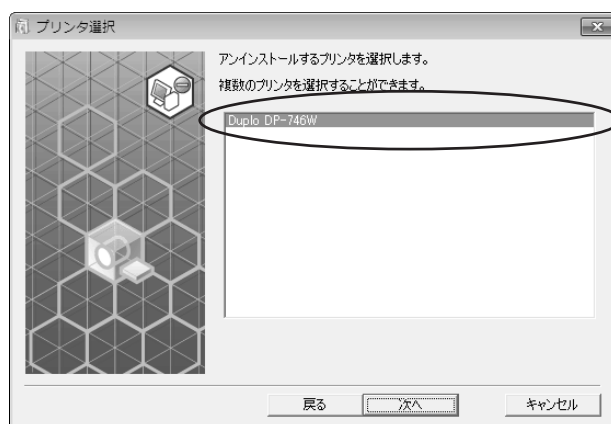 プリンタ選択
アンインストールするプリンタを選択します。
複数のプリンタを選択することができます。
Duplo DP-746W
戻る 次へ キャンセル